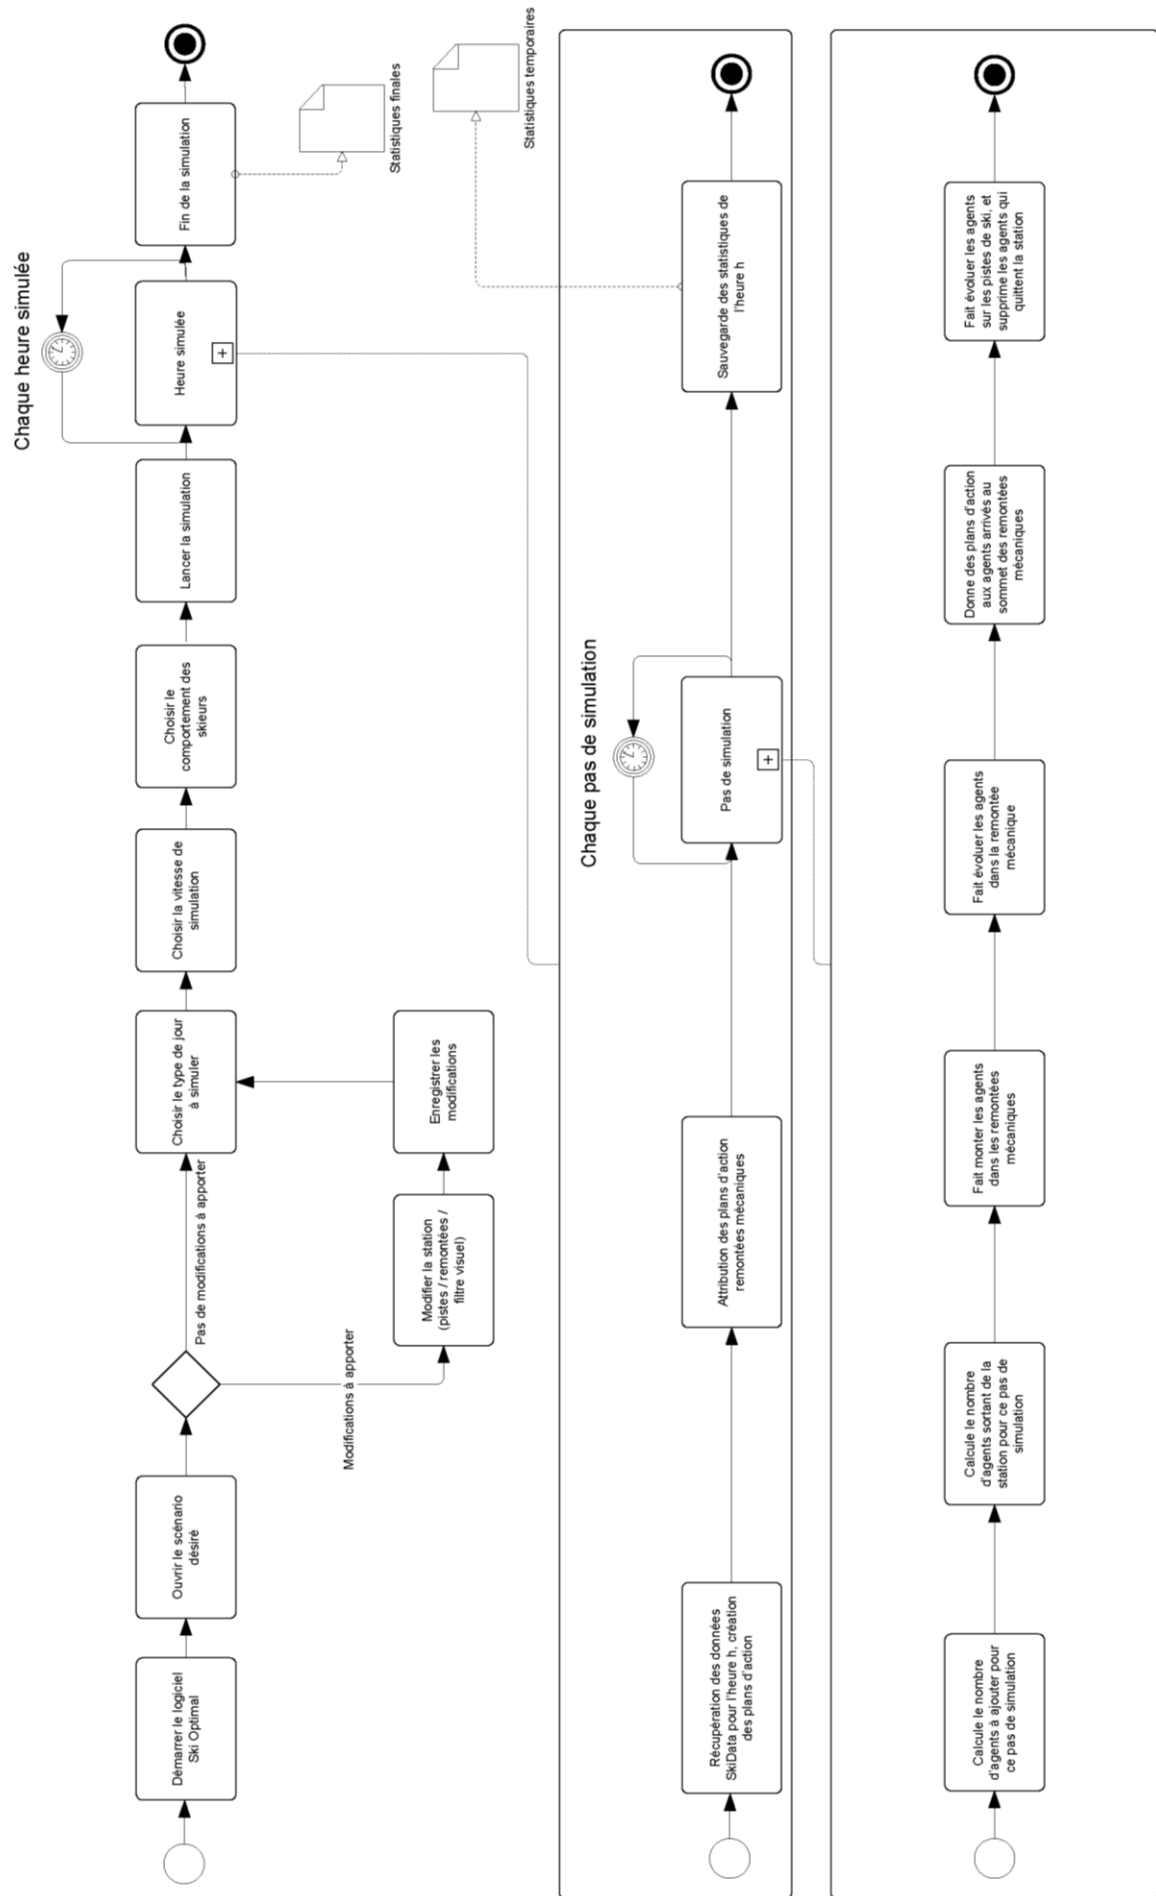 Chaque heure simulée
Démarrer le logiciel
Ski Optimal
Ouvrir le scénario
désiré
Pas de modifications à apporter
Modifications à apporter
Modifier la station
(pistes / remontées /
filtre visuel)
Enregistrer les
modifications
Choisir le type de jour
à simuler
Choisir la vitesse de
simulation
Choisir le
comportement des
skieurs
Lancer la simulation
Heure simulée
+
Fin de la simulation
Statistiques finales
Statistiques temporaires
Chaque pas de simulation
Récupération des données
SkiData pour l'heure h, création
des plans d'action
Attribution des plans d'action
remontées mécaniques
Pas de simulation
+
Sauvegarde des statistiques de
l'heure h
Calcule le nombre
d'agents à ajouter pour
ce pas de simulation
Calcule le nombre
d'agents sortant de la
station pour ce pas de
simulation
Fait monter les agents
dans les remontées
mécaniques
Fait évoluer les agents
dans la remontée
mécanique
Donne des plans d'action
aux agents arrivés au
sommet des remontées
mécaniques
Fait évoluer les agents
sur les pistes de ski, et
supprime les agents qui
quittent la station